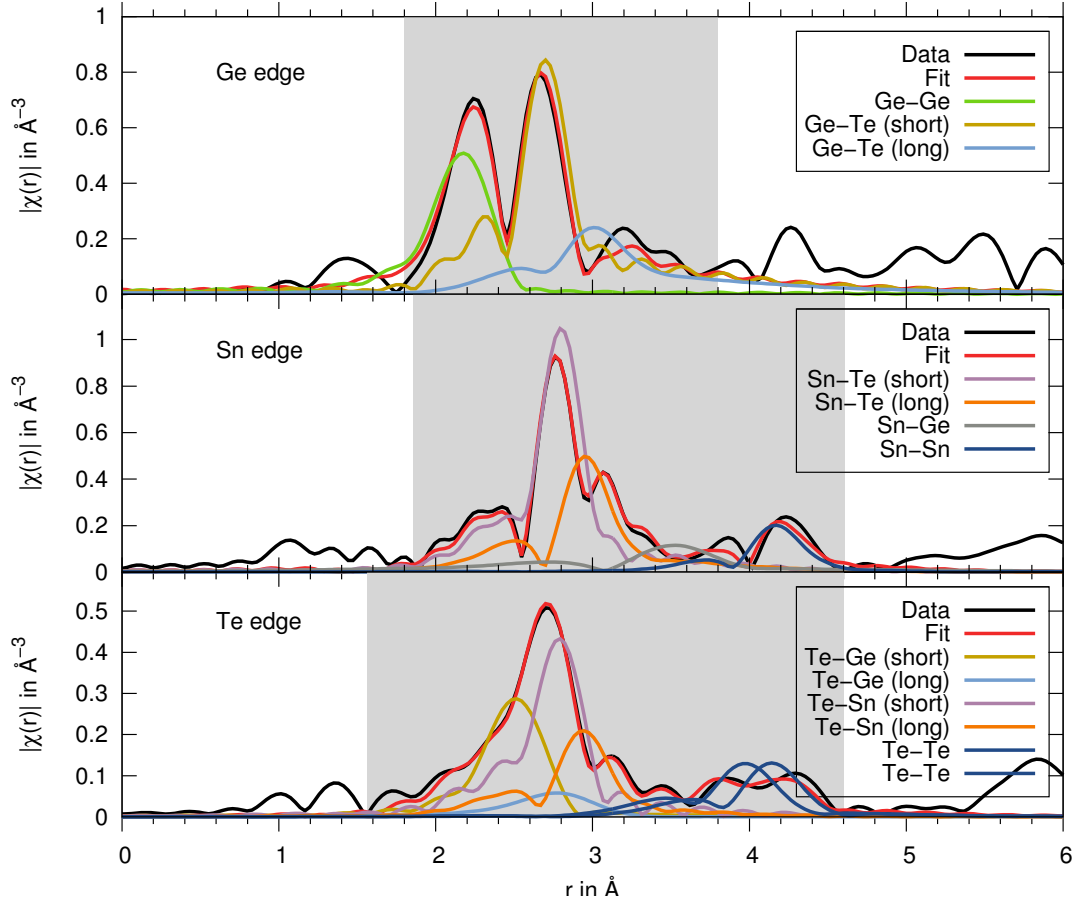 1
0.8
0.6
0.4
0.2
0
|χ(r)| in Å⁻³
Ge edge
Data
Fit
Ge−Ge
Ge−Te (short)
Ge−Te (long)
1
0.8
0.6
0.4
0.2
0
|χ(r)| in Å⁻³
Sn edge
Data
Fit
Sn−Te (short)
Sn−Te (long)
Sn−Ge
Sn−Sn
0.5
0.4
0.3
0.2
0.1
0
|χ(r)| in Å⁻³
Te edge
Data
Fit
Te−Ge (short)
Te−Ge (long)
Te−Sn (short)
Te−Sn (long)
Te−Te
Te−Te
0 1 2 3 4 5 6
r in Å